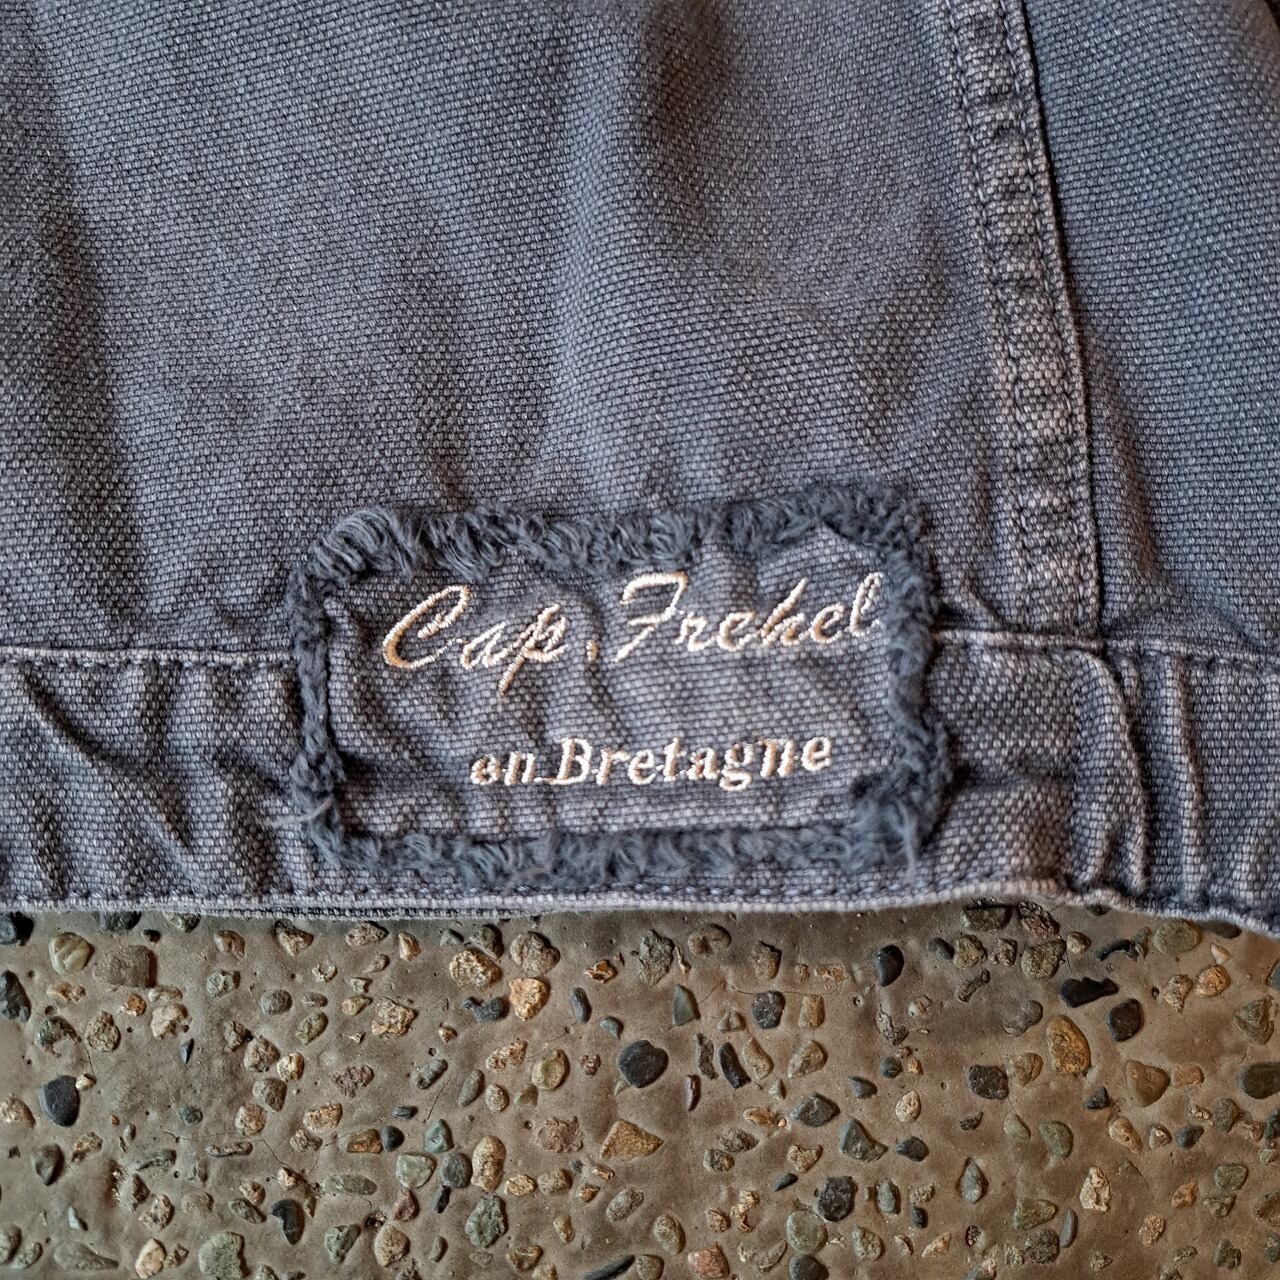 Cap, Frehel
en Bretagne